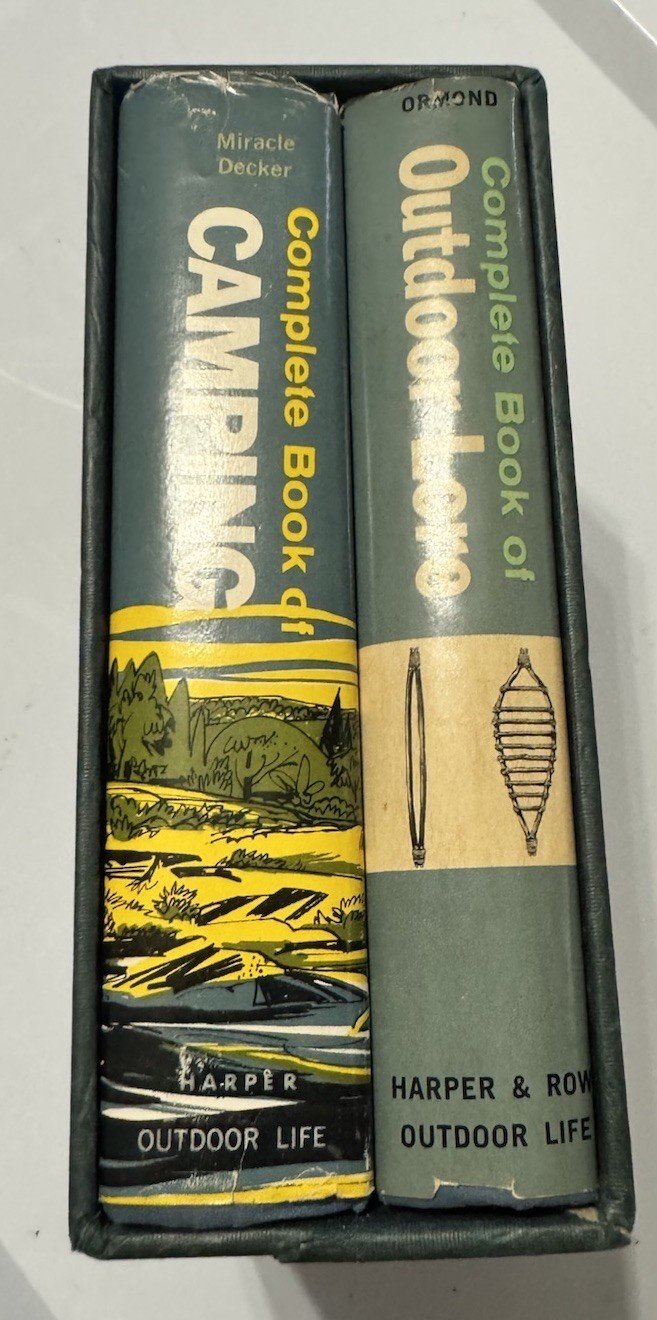 Miracle
Decker
Complete Book of
CAMPING
HARPER
OUTDOOR LIFE
ORMOND
Complete Book of
Outdoor Lore
HARPER & ROW
OUTDOOR LIFE